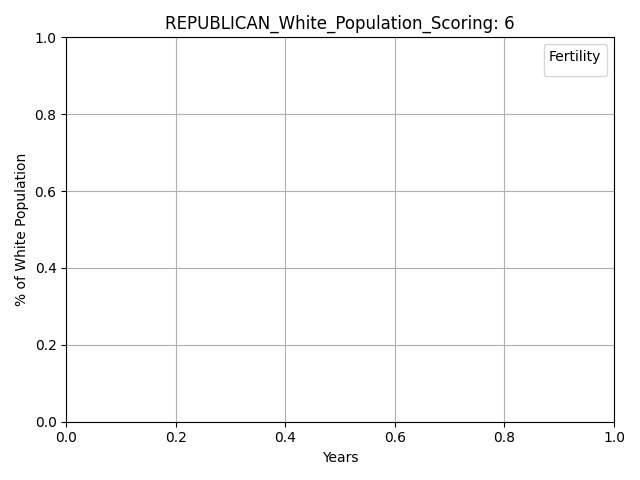 REPUBLICAN_White_Population_Scoring: 6
Fertility
% of White Population
1.0
0.8
0.6
0.4
0.2
0.0
0.0 0.2 0.4 0.6 0.8 1.0
Years